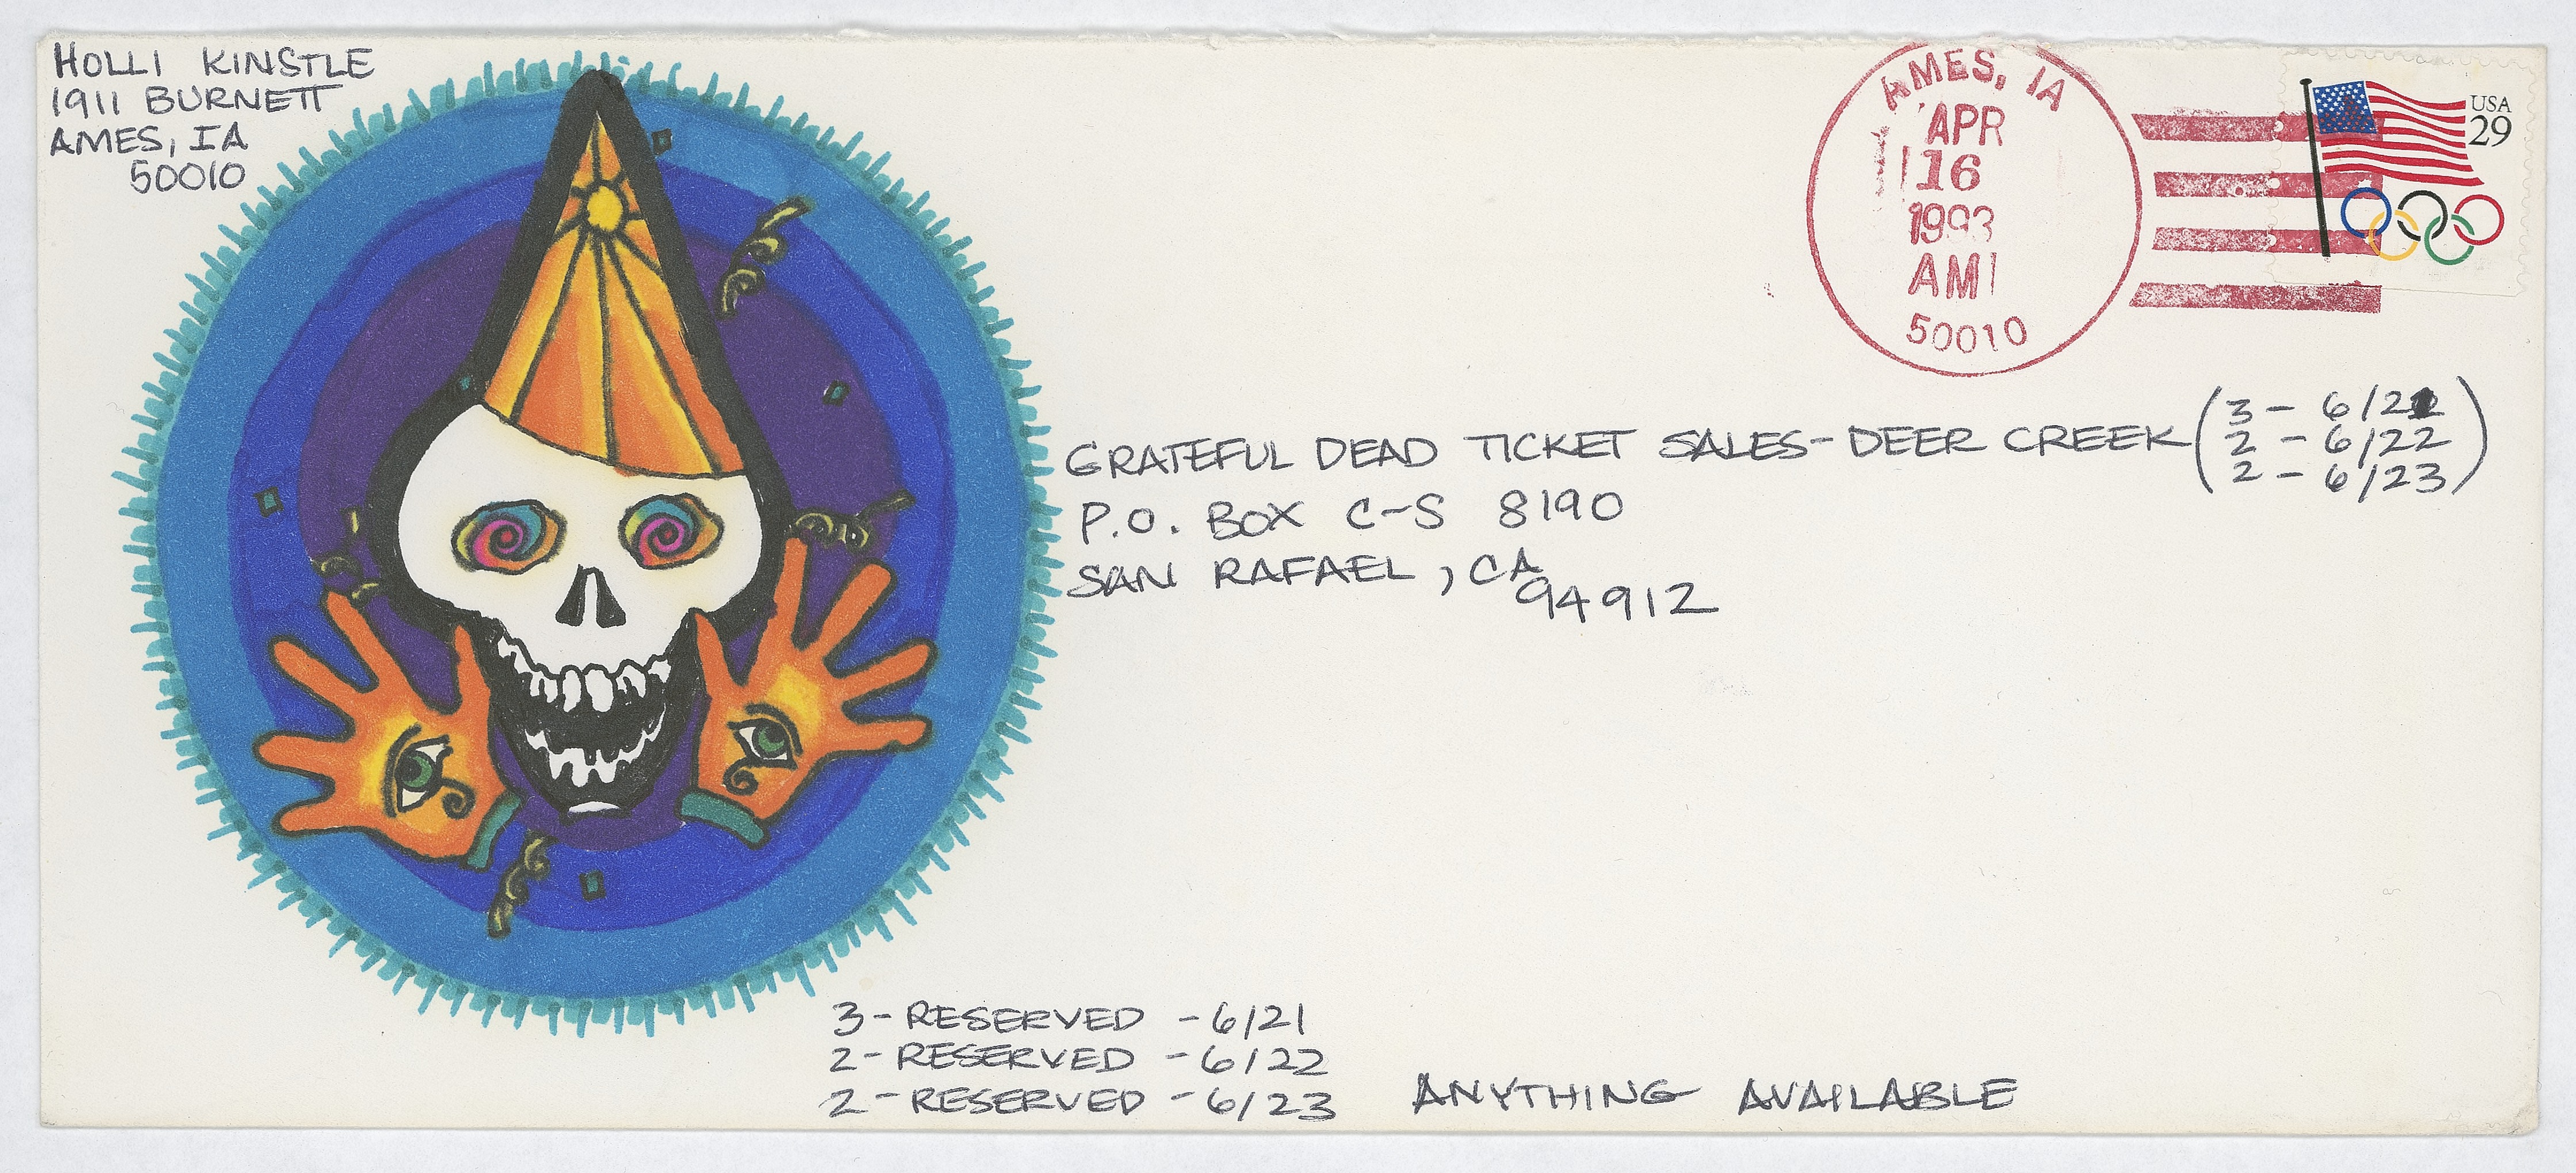 HOLLI KINSTLE
1911 BURNETT
AMES, IA
50010
AMES, IA
APR
16
1993
AM
50010
USA
29
GRATEFUL DEAD TICKET SALES- DEER CREEK (3 - 6/21
2 - 6/22
2 - 6/23)
P.O. BOX C-S 8190
SAN RAFAEL, CA
94912
3- RESERVED - 6/21
2- RESERVED - 6/22
2- RESERVED - 6/23
ANYTHING AVAILABLE